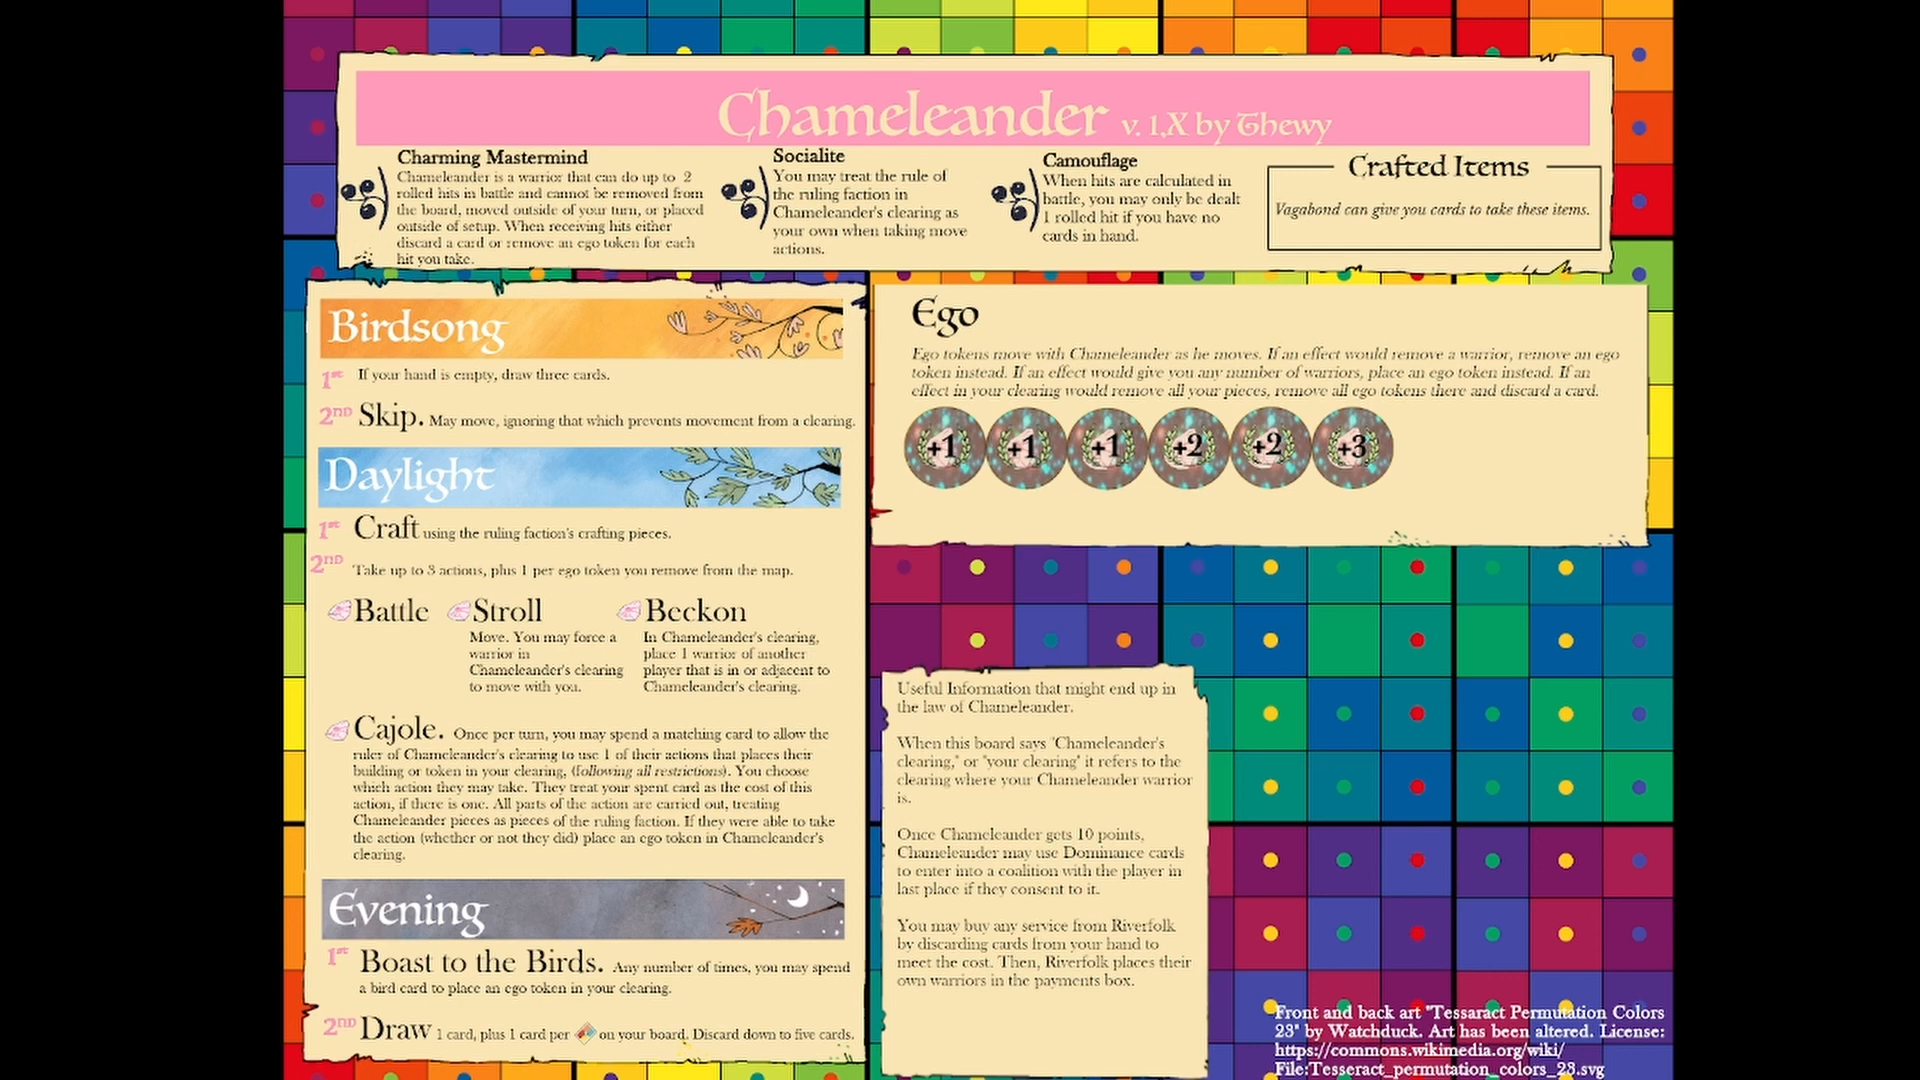 Chameleander v. 1.X by Thewy
Charming Mastermind
Chameleander is a warrior that can do up to 2
rolled hits in battle and cannot be removed from
the board, moved outside of your turn, or placed
outside of setup. When receiving hits either
discard a card or remove an ego token for each
hit you take.
Socialite
You may treat the rule of
the ruling faction in
Chameleander's clearing as
your own when taking move
actions.
Camouflage
When hits are calculated in
battle, you may only be dealt
1 rolled hit if you have no
cards in hand.
Crafted Items
Vagabond can give you cards to take these items.
Birdsong
1st If your hand is empty, draw three cards.
2ND Skip. May move, ignoring that which prevents movement from a clearing.
Daylight
1st Craft using the ruling faction's crafting pieces.
2ND Take up to 3 actions, plus 1 per ego token you remove from the map.
Battle
Stroll
Move. You may force a
warrior in
Chameleander's clearing
to move with you.
Beckon
In Chameleander's clearing,
place 1 warrior of another
player that is in or adjacent to
Chameleander's clearing.
Cajole. Once per turn, you may spend a matching card to allow the
ruler of Chameleander's clearing to use 1 of their actions that places their
building or token in your clearing, (following all restrictions). You choose
which action they may take. They treat your spent card as the cost of this
action, if there is one. All parts of the action are carried out, treating
Chameleander pieces as pieces of the ruling faction. If they were able to take
the action (whether or not they did) place an ego token in Chameleander's
clearing.
Evening
1st Boast to the Birds. Any number of times, you may spend
a bird card to place an ego token in your clearing.
2ND Draw 1 card, plus 1 card per on your board. Discard down to five cards.
Ego
Ego tokens move with Chameleander as he moves. If an effect would remove a warrior, remove an ego
token instead. If an effect would give you any number of warriors, place an ego token instead. If an
effect in your clearing would remove all your pieces, remove all ego tokens there and discard a card.
+1 +1 +1 +2 +2 +3
Useful Information that might end up in
the law of Chameleander.
When this board says "Chameleander's
clearing," or "your clearing" it refers to the
clearing where your Chameleander warrior
is.
Once Chameleander gets 10 points,
Chameleander may use Dominance cards
to enter into a coalition with the player in
last place if they consent to it.
You may buy any service from Riverfolk
by discarding cards from your hand to
meet the cost. Then, Riverfolk places their
own warriors in the payments box.
Front and back art "Tessaract Permutation Colors
23" by Watchduck. Art has been altered. License:
https://commons.wikimedia.org/wiki/
File:Tesseract_permutation_colors_23.svg